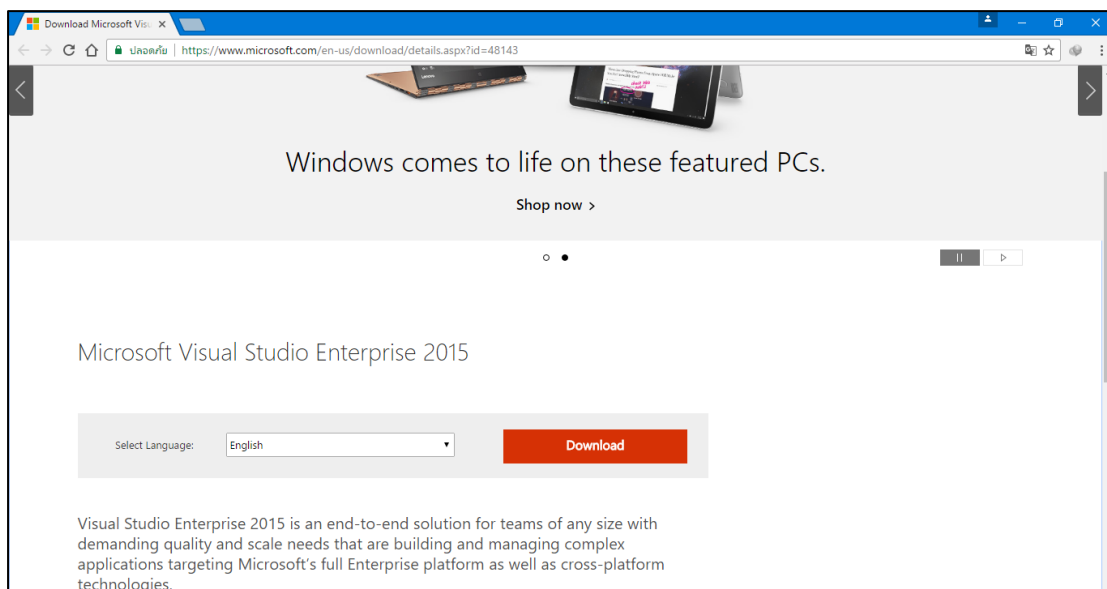 Download Microsoft Visu
ปลอดภัย | https://www.microsoft.com/en-us/download/details.aspx?id=48143
Windows comes to life on these featured PCs.
Shop now >
Microsoft Visual Studio Enterprise 2015
Select Language:
English
Download
Visual Studio Enterprise 2015 is an end-to-end solution for teams of any size with
demanding quality and scale needs that are building and managing complex
applications targeting Microsoft's full Enterprise platform as well as cross-platform
technologies.